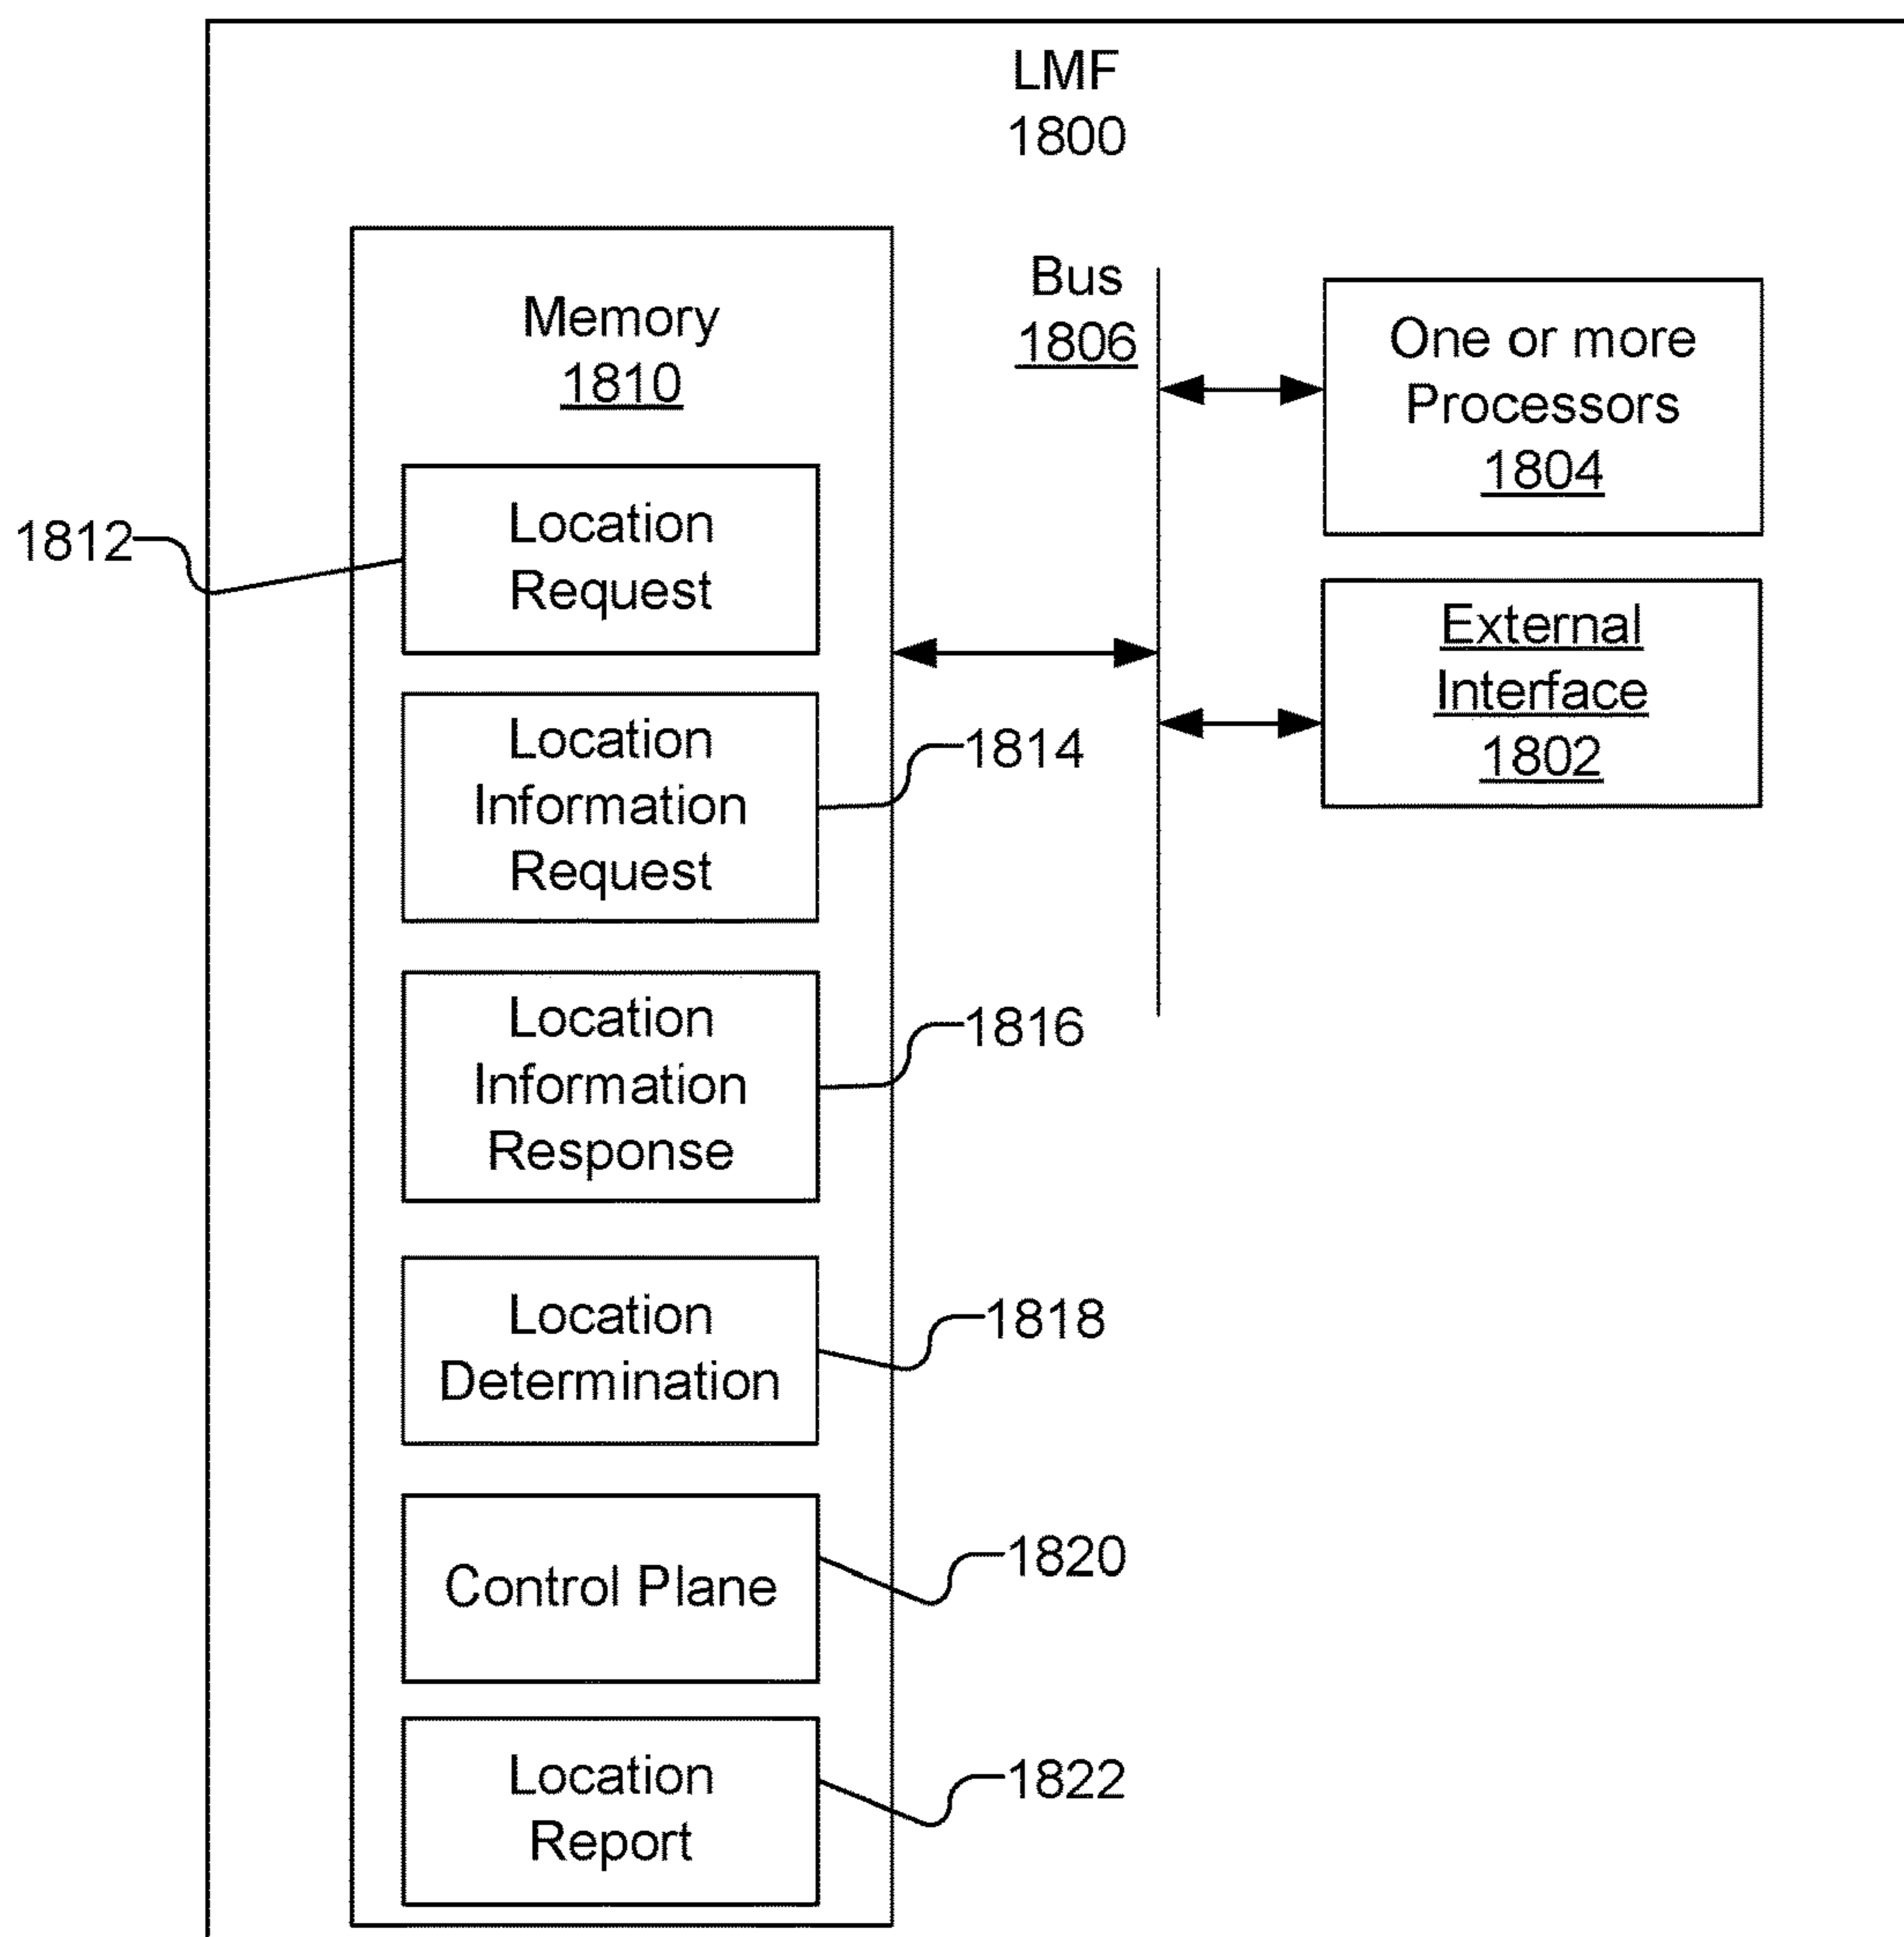 LMF
1800
Memory
1810
Bus
1806
One or more
Processors
1804
External
Interface
1802
1812
Location
Request
Location
Information
Request
1814
Location
Information
Response
1816
Location
Determination
1818
Control Plane
1820
Location
Report
1822